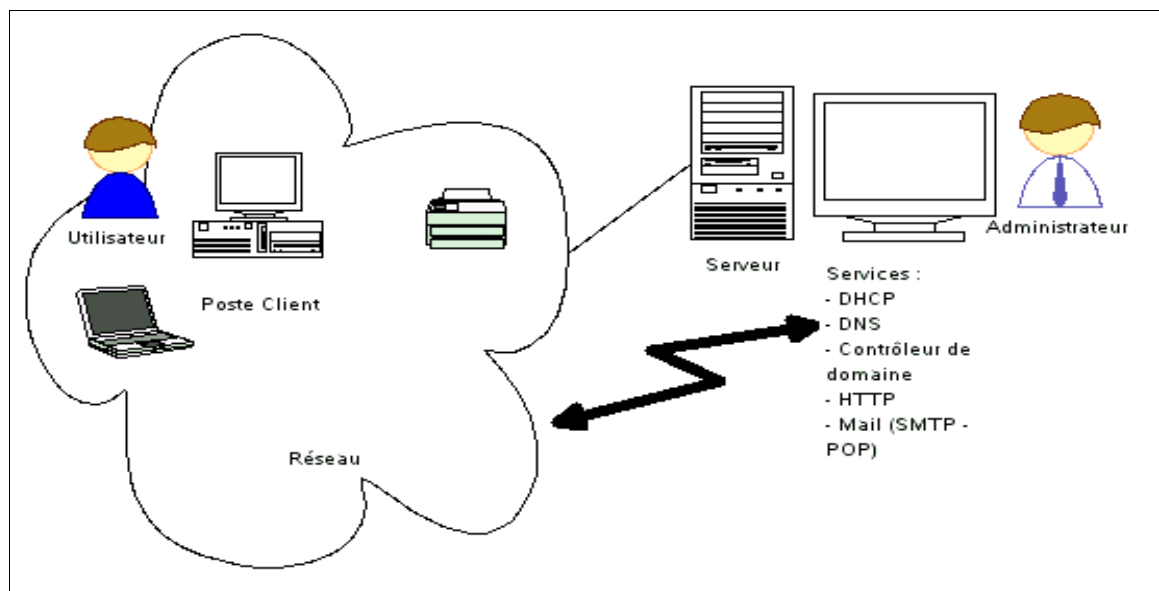 Utilisateur
Poste Client
Réseau
Serveur
Administrateur
Services :
- DHCP
- DNS
- Contrôleur de
domaine
- HTTP
- Mail (SMTP -
POP)